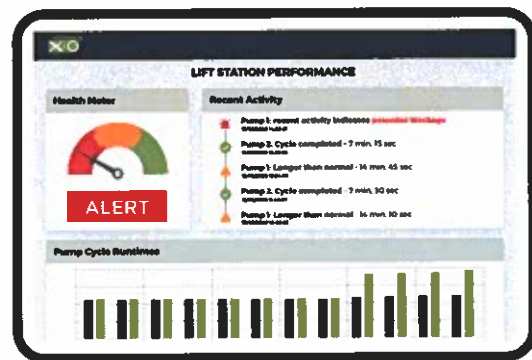 XiO
LIFT STATION PERFORMANCE
Health Meter
ALERT
Recent Activity
Pump 1: recent activity indicates potential blockage
Pump 2. Cycle completed - 7 min. 15 sec
Pump 1: Longer than normal - 14 min. 45 sec
Pump 2. Cycle completed - 7 min. 30 sec
Pump 1: Longer than normal - 14 min. 10 sec
Pump Cycle Runtimes